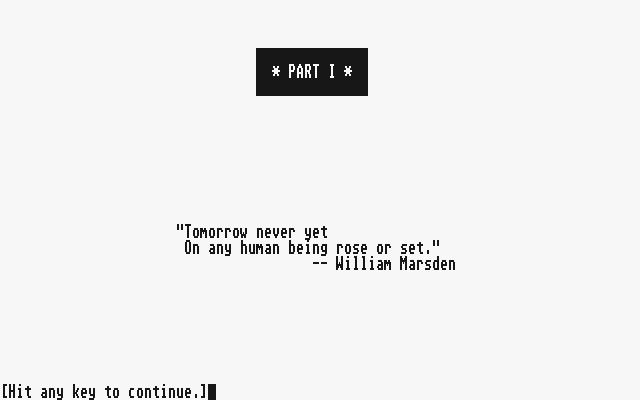 * PART I *
"Tomorrow never yet
On any human being rose or set."
-- William Marsden
[Hit any key to continue.]